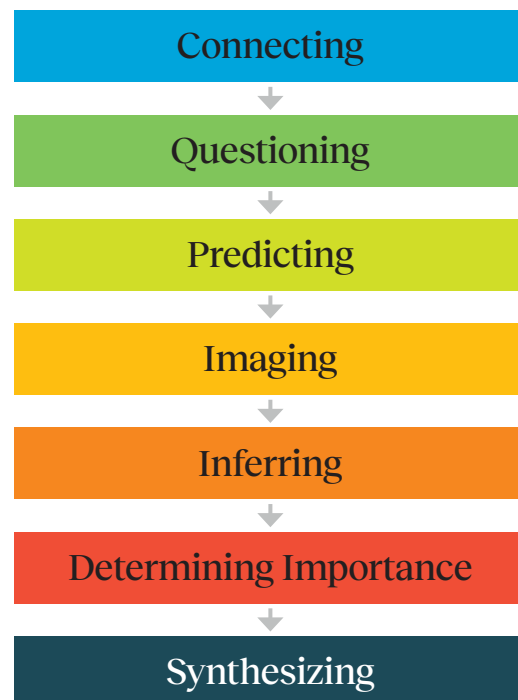 Connecting
Questioning
Predicting
Imaging
Inferring
Determining Importance
Synthesizing